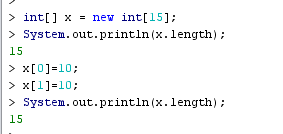 > int[] x = new int[15];
> System.out.println(x.length);
15
> x[0]=10;
> x[1]=10;
> System.out.println(x.length);
15